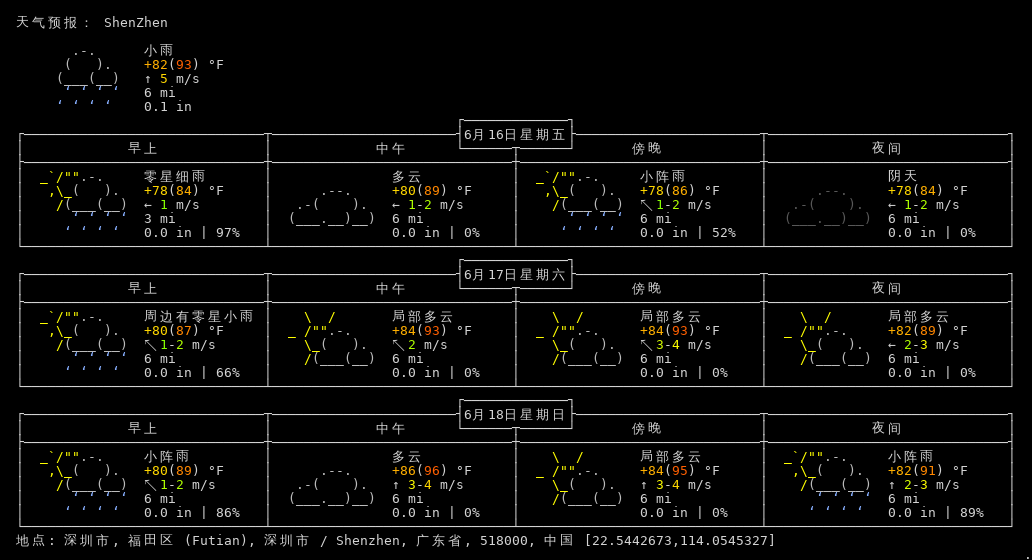 天气预报： ShenZhen
小雨
+82(93) °F
↑ 5 m/s
6 mi
0.1 in
6月16日星期五
早上 中午 傍晚 夜间
零星细雨 多云 小阵雨 阴天
+78(84) °F +80(89) °F +78(86) °F +78(84) °F
← 1 m/s ← 1-2 m/s ↖ 1-2 m/s ← 1-2 m/s
3 mi 6 mi 6 mi 6 mi
0.0 in | 97% 0.0 in | 0% 0.0 in | 52% 0.0 in | 0%
6月17日星期六
早上 中午 傍晚 夜间
周边有零星小雨 局部多云 局部多云 局部多云
+80(87) °F +84(93) °F +84(93) °F +82(89) °F
↖ 1-2 m/s ↖ 2 m/s ↖ 3-4 m/s ← 2-3 m/s
6 mi 6 mi 6 mi 6 mi
0.0 in | 66% 0.0 in | 0% 0.0 in | 0% 0.0 in | 0%
6月18日星期日
早上 中午 傍晚 夜间
小阵雨 多云 局部多云 小阵雨
+80(89) °F +86(96) °F +84(95) °F +82(91) °F
↖ 1-2 m/s ↑ 3-4 m/s ↑ 3-4 m/s ↑ 2-3 m/s
6 mi 6 mi 6 mi 6 mi
0.0 in | 86% 0.0 in | 0% 0.0 in | 0% 0.0 in | 89%
地点: 深圳市, 福田区 (Futian), 深圳市 / Shenzhen, 广东省, 518000, 中国 [22.5442673,114.0545327]